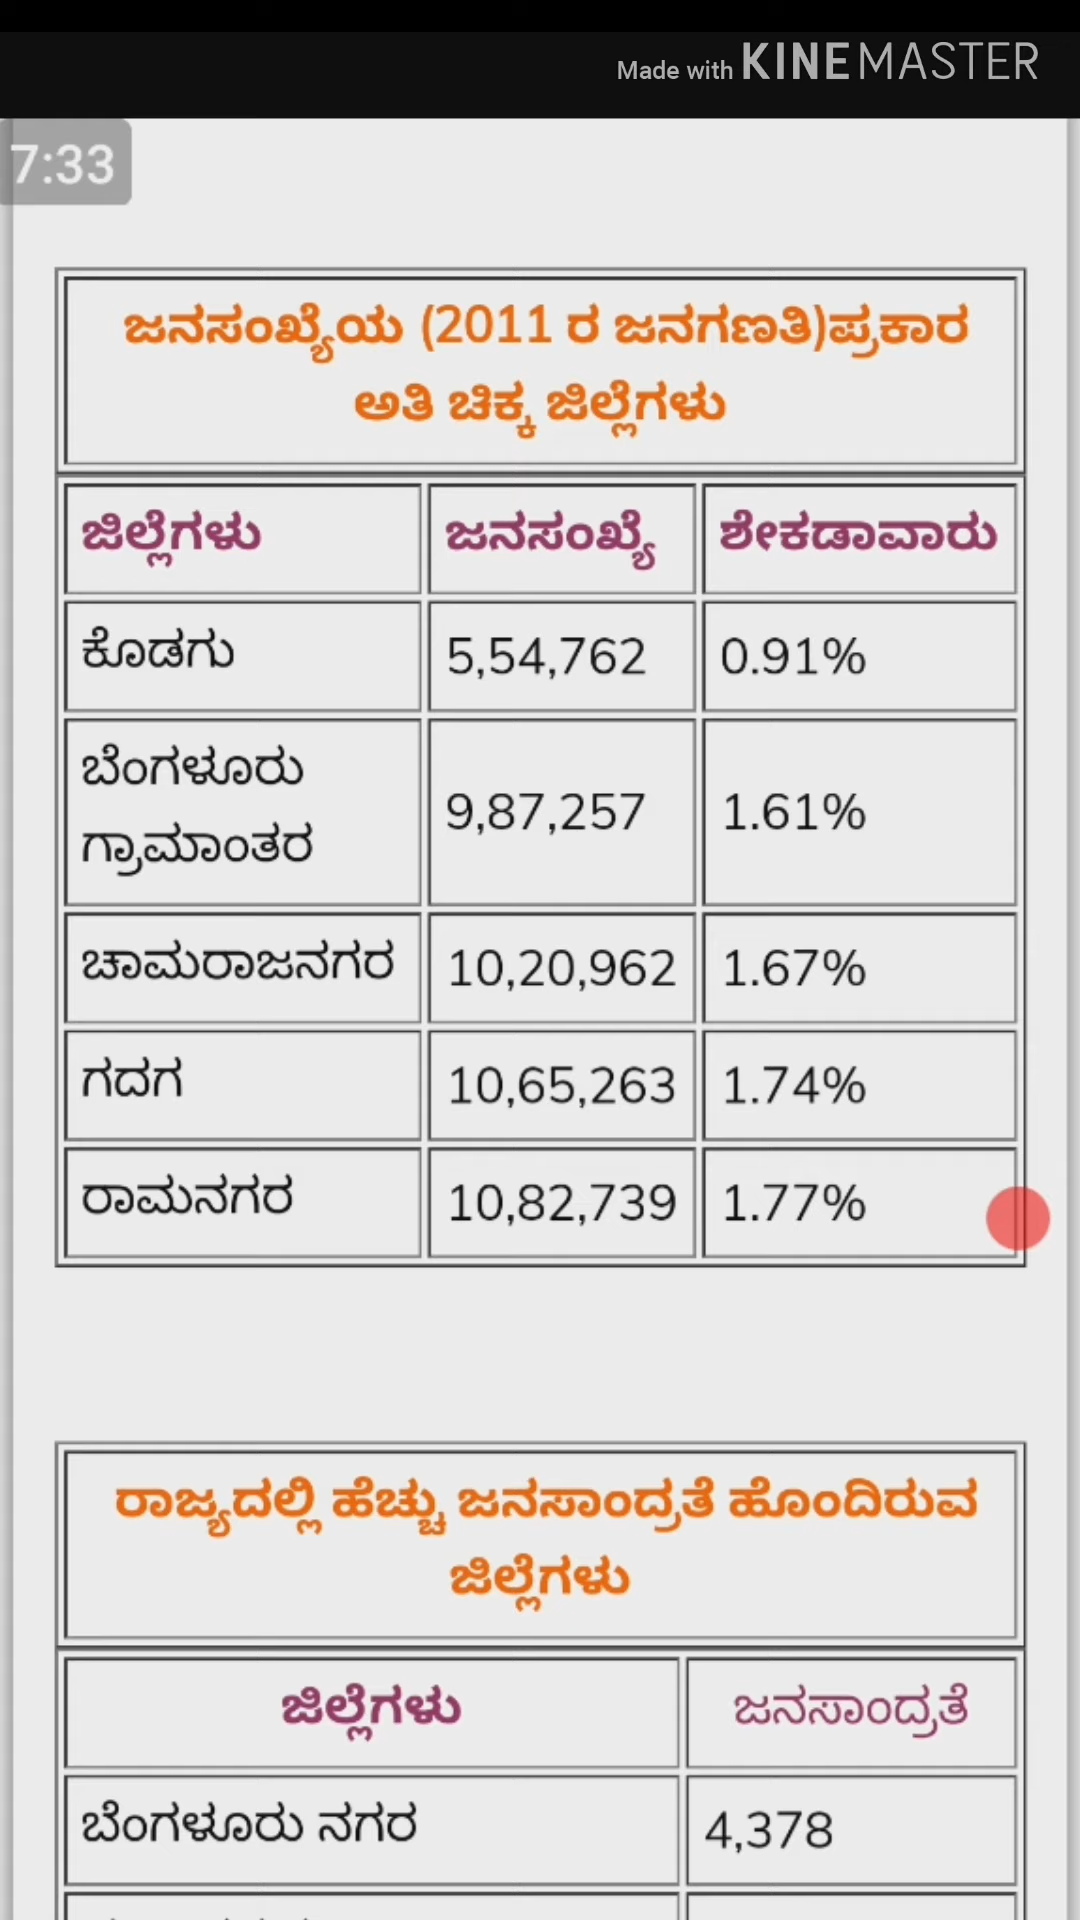 Made with KINEMASTER
7:33
ಜನಸಂಖ್ಯೆಯ (2011 ರ ಜನಗಣತಿ)ಪ್ರಕಾರ
ಅತಿ ಚಿಕ್ಕ ಜಿಲ್ಲೆಗಳು
ಜಿಲ್ಲೆಗಳು ಜನಸಂಖ್ಯೆ ಶೇಕಡಾವಾರು
ಕೊಡಗು 5,54,762 0.91%
ಬೆಂಗಳೂರು
ಗ್ರಾಮಾಂತರ 9,87,257 1.61%
ಚಾಮರಾಜನಗರ 10,20,962 1.67%
ಗದಗ 10,65,263 1.74%
ರಾಮನಗರ 10,82,739 1.77%
ರಾಜ್ಯದಲ್ಲಿ ಹೆಚ್ಚು ಜನಸಾಂದ್ರತೆ ಹೊಂದಿರುವ
ಜಿಲ್ಲೆಗಳು
ಜಿಲ್ಲೆಗಳು ಜನಸಾಂದ್ರತೆ
ಬೆಂಗಳೂರು ನಗರ 4,378